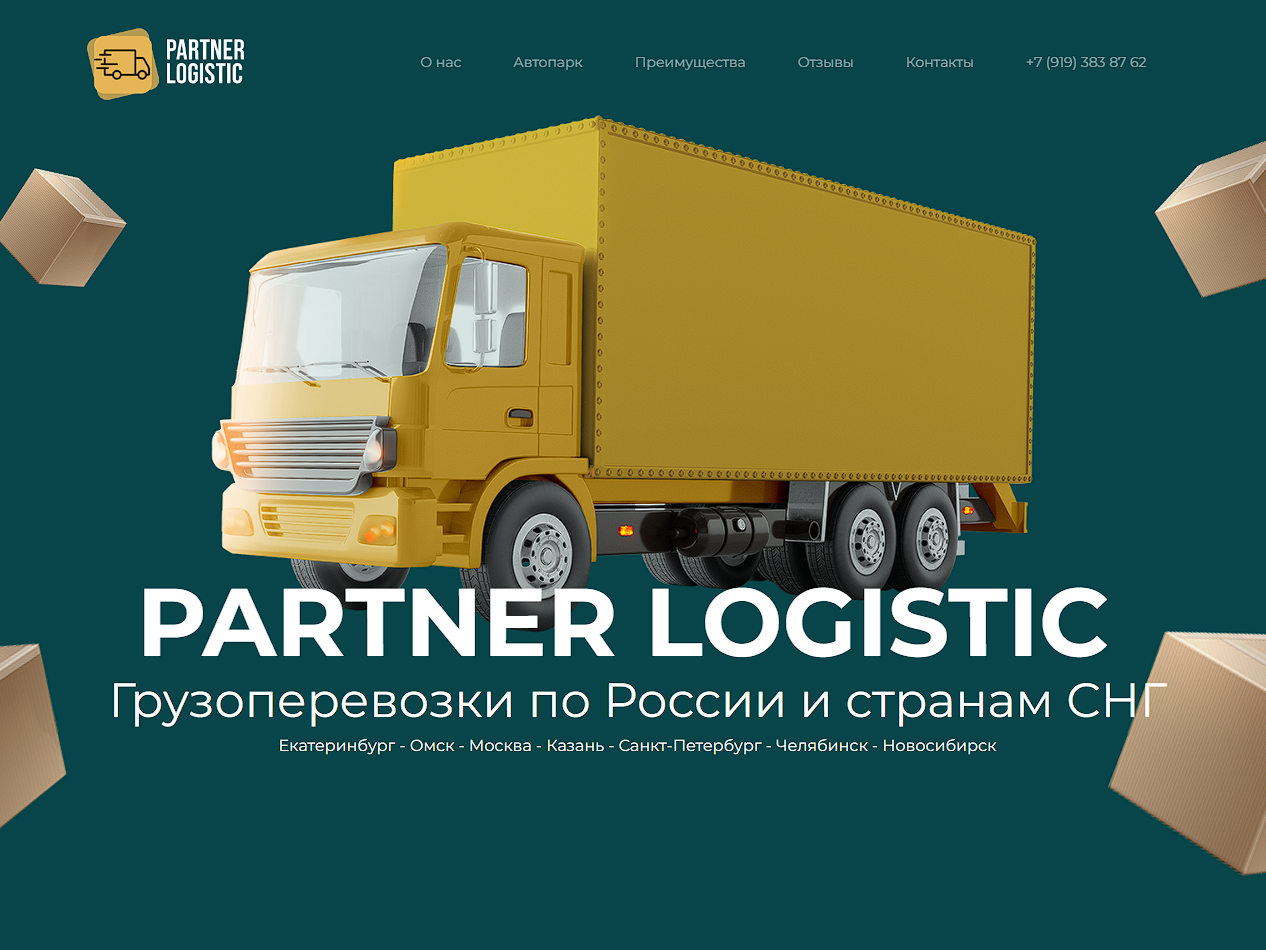 PARTNER
LOGISTIC
О нас Автопарк Преимущества Отзывы Контакты +7 (919) 383 87 62
PARTNER LOGISTIC
Грузоперевозки по России и странам СНГ
Екатеринбург - Омск - Москва - Казань - Санкт-Петербург - Челябинск - Новосибирск